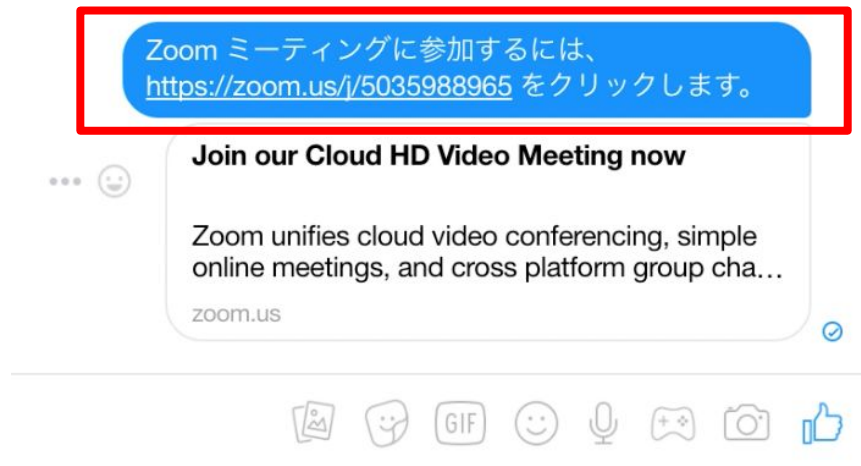 Zoom ミーティングに参加するには、
https://zoom.us/j/5035988965 をクリックします。
Join our Cloud HD Video Meeting now
Zoom unifies cloud video conferencing, simple
online meetings, and cross platform group cha...
zoom.us
GIF